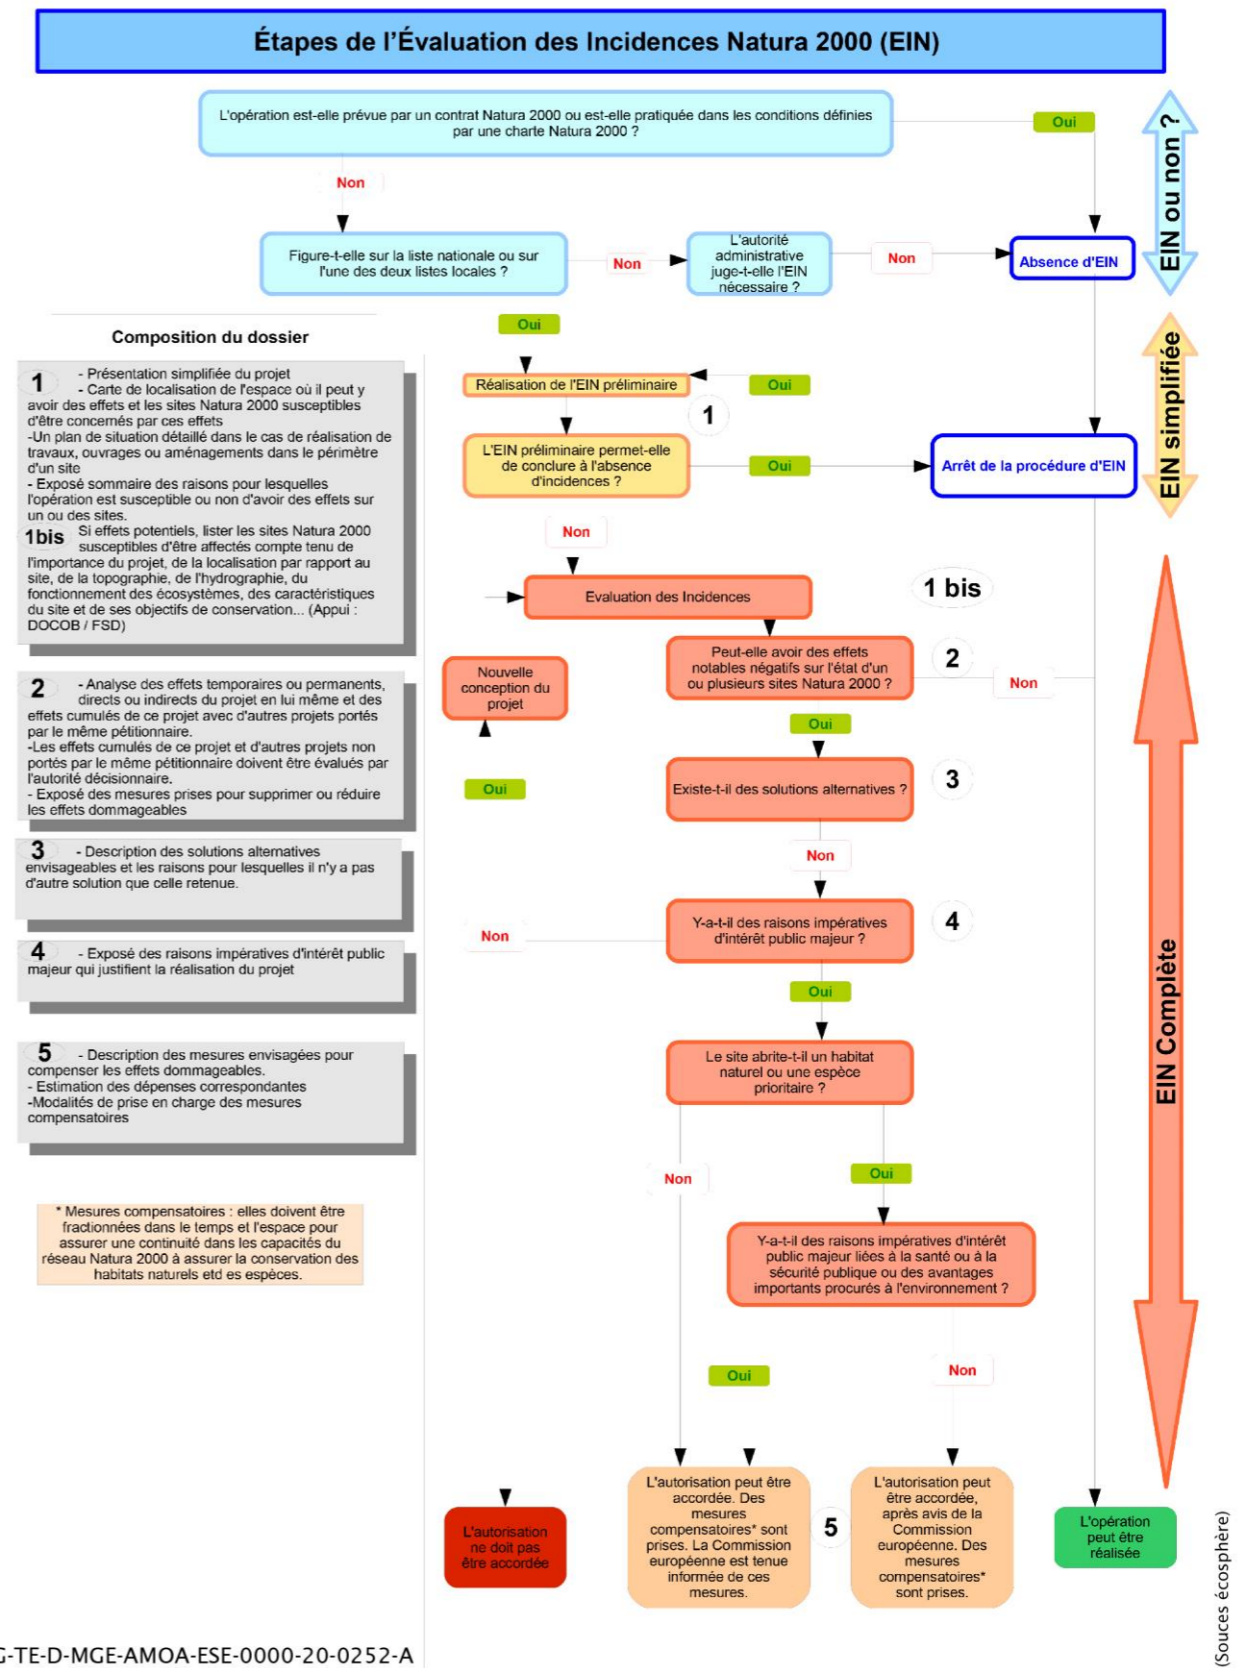 Étapes de l'Évaluation des Incidences Natura 2000 (EIN)
L'opération est-elle prévue par un contrat Natura 2000 ou est-elle pratiquée dans les conditions définies
par une charte Natura 2000 ?
Oui
Non
EIN ou non ?
Figure-t-elle sur la liste nationale ou sur
l'une des deux listes locales ?
Non
L'autorité
administrative
juge-t-elle l'EIN
nécessaire ?
Non
Absence d'EIN
Oui
Composition du dossier
1 - Présentation simplifiée du projet
- Carte de localisation de l'espace où il peut y
avoir des effets et les sites Natura 2000 susceptibles
d'être concernés par ces effets
-Un plan de situation détaillé dans le cas de réalisation de
travaux, ouvrages ou aménagements dans le périmètre
d'un site
- Exposé sommaire des raisons pour lesquelles
l'opération est susceptible ou non d'avoir des effets sur
un ou des sites.
1bis Si effets potentiels, lister les sites Natura 2000
susceptibles d'être affectés compte tenu de
l'importance du projet, de la localisation par rapport au
site, de la topographie, de l'hydrographie, du
fonctionnement des écosystèmes, des caractéristiques
du site et de ses objectifs de conservation... (Appui :
DOCOB / FSD)
2 - Analyse des effets temporaires ou permanents,
directs ou indirects du projet en lui même et des
effets cumulés de ce projet avec d'autres projets portés
par le même pétitionnaire.
-Les effets cumulés de ce projet et d'autres projets non
portés par le même pétitionnaire doivent être évalués par
l'autorité décisionnaire.
- Exposé des mesures prises pour supprimer ou réduire
les effets dommageables
3 - Description des solutions alternatives
envisageables et les raisons pour lesquelles il n'y a pas
d'autre solution que celle retenue.
4 - Exposé des raisons impératives d'intérêt public
majeur qui justifient la réalisation du projet
5 - Description des mesures envisagées pour
compenser les effets dommageables.
- Estimation des dépenses correspondantes
-Modalités de prise en charge des mesures
compensatoires
* Mesures compensatoires : elles doivent être
fractionnées dans le temps et l'espace pour
assurer une continuité dans les capacités du
réseau Natura 2000 à assurer la conservation des
habitats naturels etd es espèces.
Réalisation de l'EIN préliminaire
Oui
1
L'EIN préliminaire permet-elle
de conclure à l'absence
d'incidences ?
Oui
Arrêt de la procédure d'EIN
EIN simplifiée
Non
Evaluation des Incidences
1 bis
Peut-elle avoir des effets
notables négatifs sur l'état d'un
ou plusieurs sites Natura 2000 ?
2
Non
Nouvelle
conception du
projet
Oui
Oui
Existe-t-il des solutions alternatives ?
3
Non
Y-a-t-il des raisons impératives
d'intérêt public majeur ?
4
Non
Oui
EIN Complète
Le site abrite-t-il un habitat
naturel ou une espèce
prioritaire ?
Non
Oui
Y-a-t-il des raisons impératives d'intérêt
public majeur liées à la santé ou à la
sécurité publique ou des avantages
importants procurés à l'environnement ?
Oui
Non
L'autorisation
ne doit pas
être accordée
L'autorisation peut être
accordée. Des
mesures
compensatoires* sont
prises. La Commission
européenne est tenue
informée de ces
mesures.
5
L'autorisation peut
être accordée,
après avis de la
Commission
européenne. Des
mesures
compensatoires*
sont prises.
L'opération
peut être
réalisée
(Souces écosphère)
G-TE-D-MGE-AMOA-ESE-0000-20-0252-A